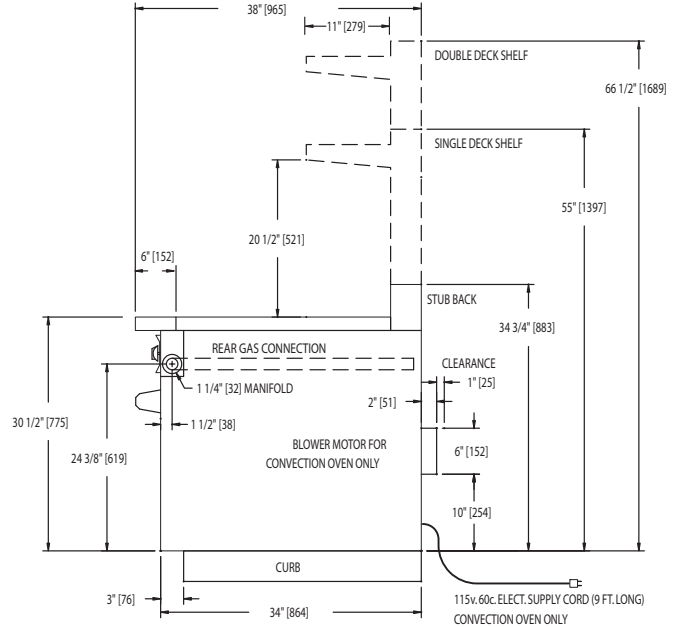 38" [965]
11" [279]
DOUBLE DECK SHELF
66 1/2" [1689]
SINGLE DECK SHELF
55" [1397]
20 1/2" [521]
6" [152]
STUB BACK
34 3/4" [883]
REAR GAS CONNECTION
CLEARANCE
1" [25]
1 1/4" [32] MANIFOLD
2" [51]
30 1/2" [775]
1 1/2" [38]
BLOWER MOTOR FOR
CONVECTION OVEN ONLY
6" [152]
24 3/8" [619]
10" [254]
CURB
3" [76]
34" [864]
115v. 60c. ELECT. SUPPLY CORD (9 FT. LONG)
CONVECTION OVEN ONLY